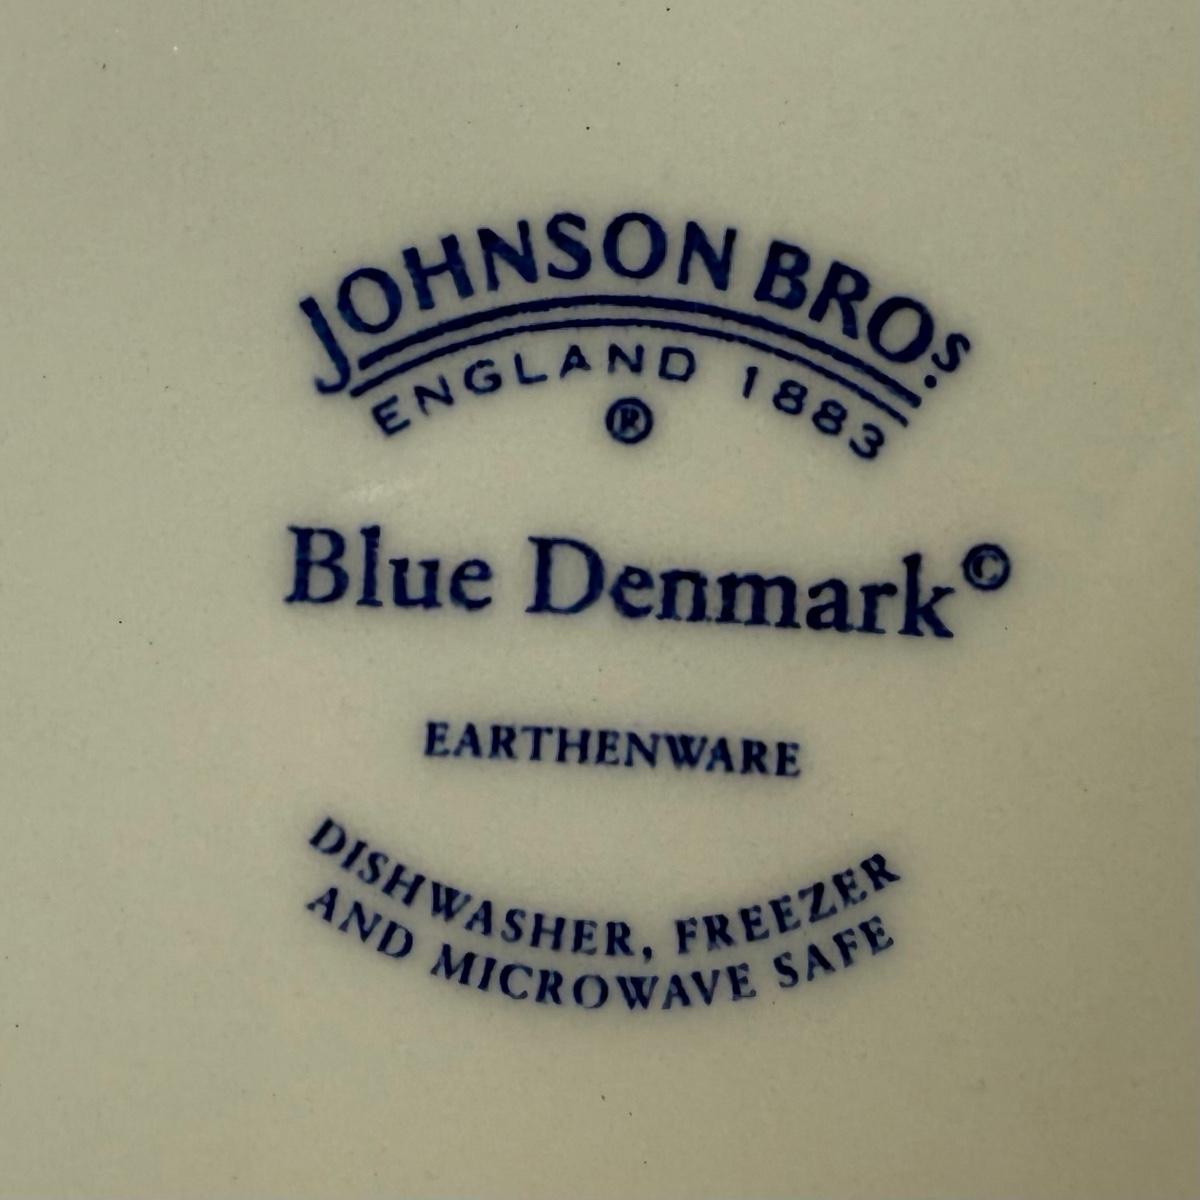 JOHNSON BROS.
ENGLAND 1883
®
Blue Denmark©
EARTHENWARE
DISHWASHER, FREEZER
AND MICROWAVE SAFE